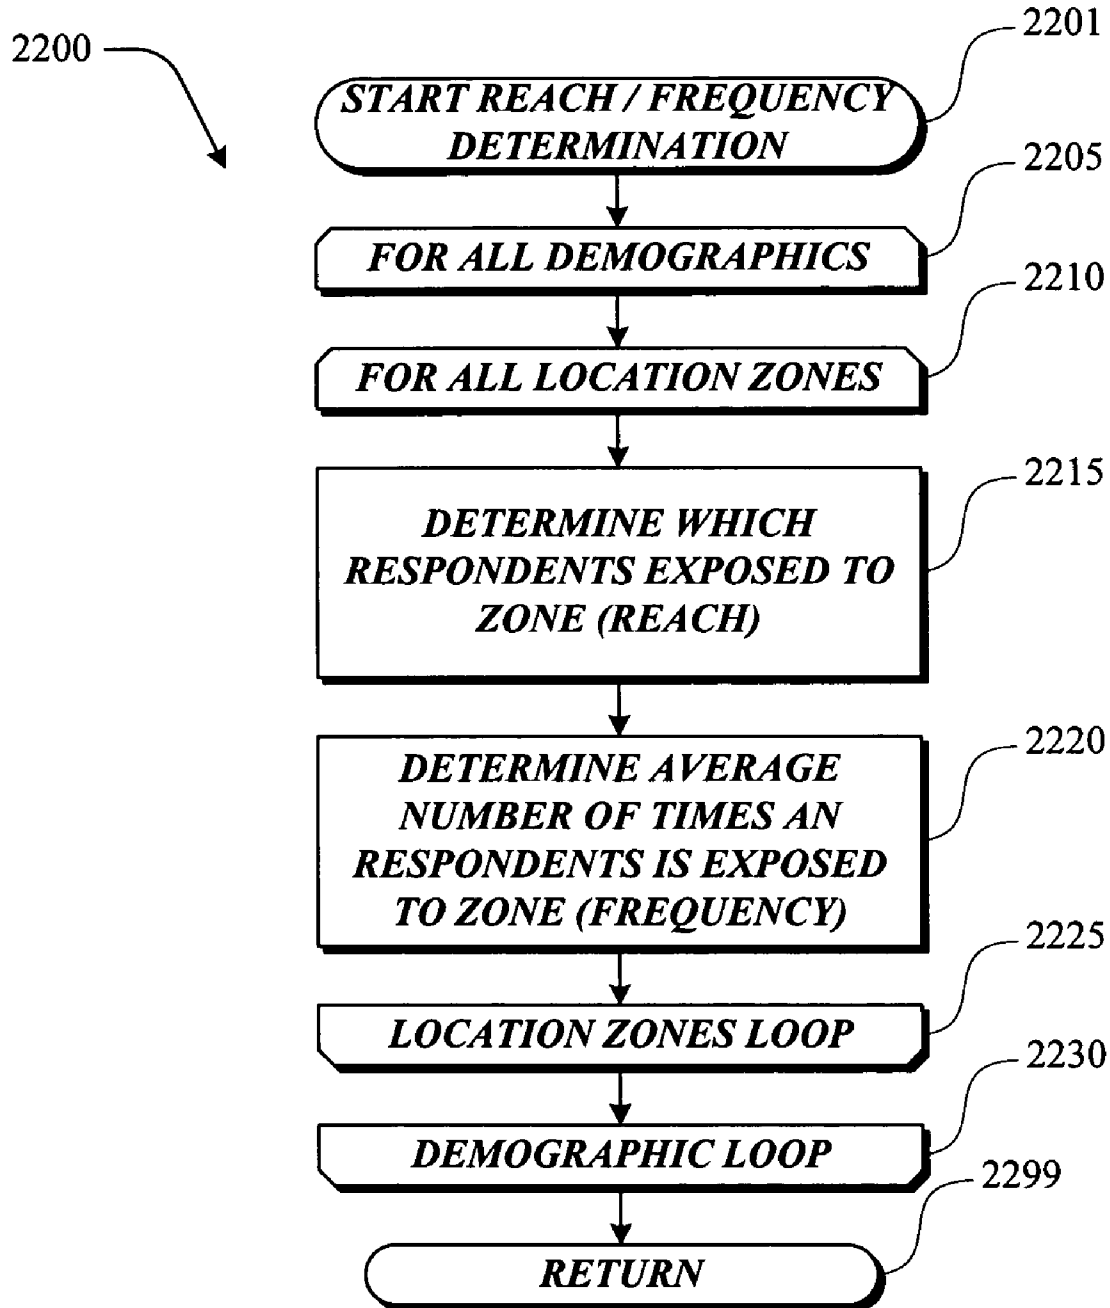 2200
2201
START REACH / FREQUENCY
DETERMINATION
2205
FOR ALL DEMOGRAPHICS
2210
FOR ALL LOCATION ZONES
2215
DETERMINE WHICH
RESPONDENTS EXPOSED TO
ZONE (REACH)
2220
DETERMINE AVERAGE
NUMBER OF TIMES AN
RESPONDENTS IS EXPOSED
TO ZONE (FREQUENCY)
2225
LOCATION ZONES LOOP
2230
DEMOGRAPHIC LOOP
2299
RETURN